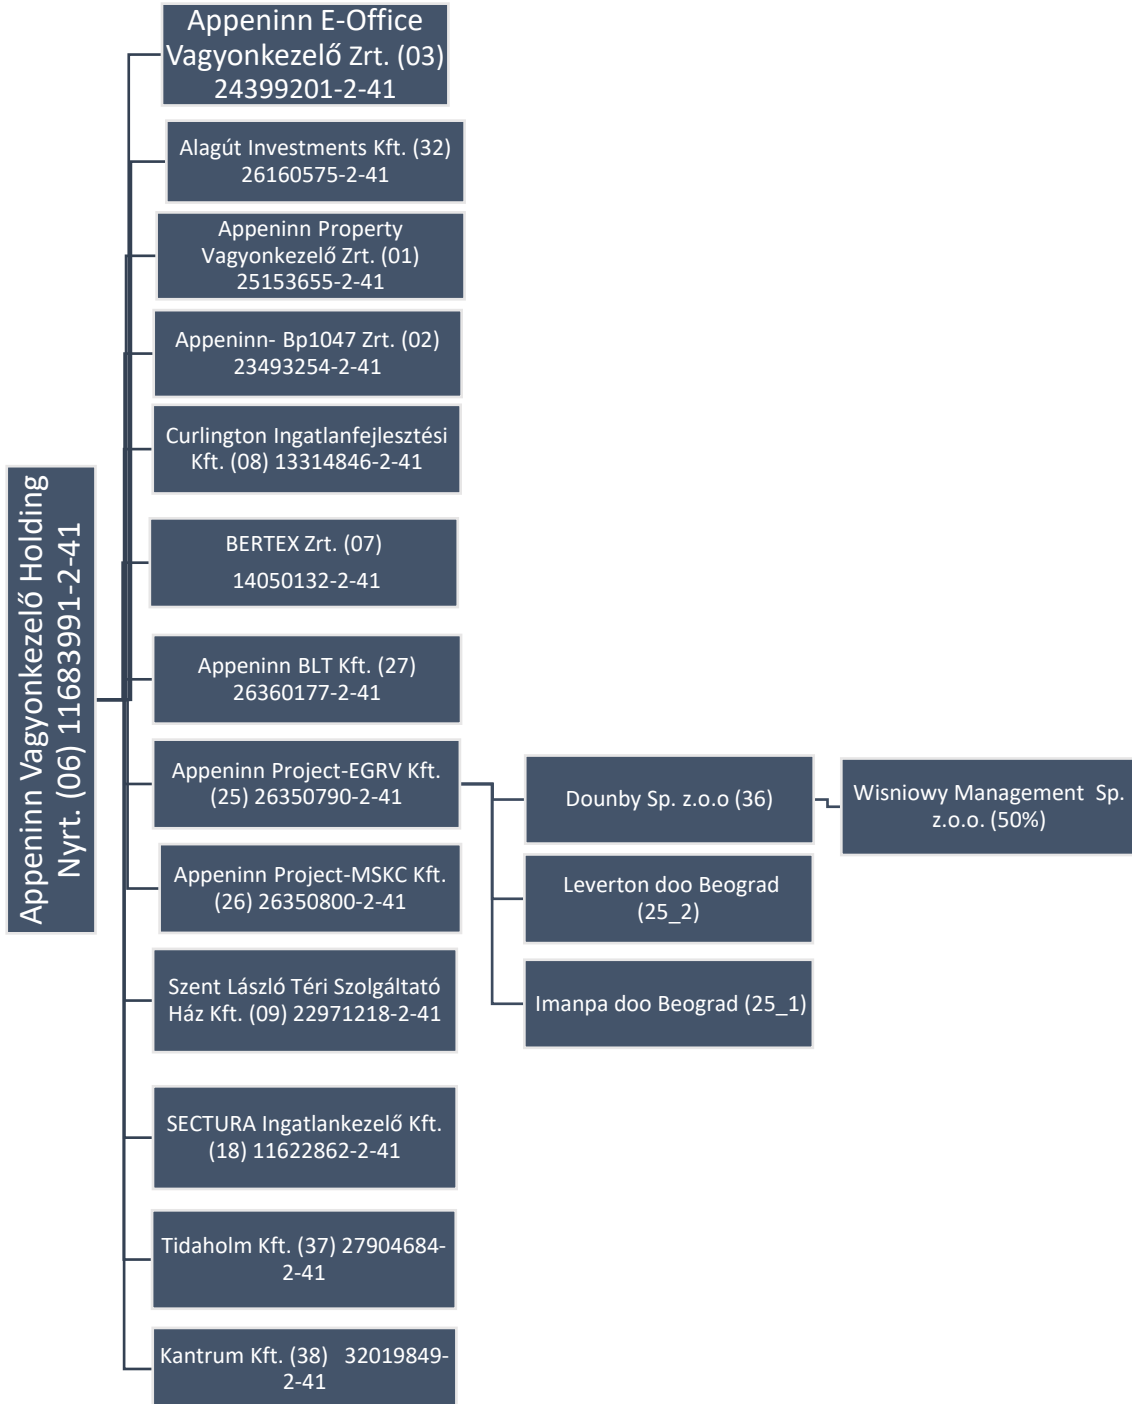 Appeninn Vagyonkezelő Holding
Nyrt. (06) 11683991-2-41
Appeninn E-Office
Vagyonkezelő Zrt. (03)
24399201-2-41
Alagút Investments Kft. (32)
26160575-2-41
Appeninn Property
Vagyonkezelő Zrt. (01)
25153655-2-41
Appeninn- Bp1047 Zrt. (02)
23493254-2-41
Curlington Ingatlanfejlesztési
Kft. (08) 13314846-2-41
BERTEX Zrt. (07)
14050132-2-41
Appeninn BLT Kft. (27)
26360177-2-41
Appeninn Project-EGRV Kft.
(25) 26350790-2-41
Dounby Sp. z.o.o (36)
Wisniowy Management Sp.
z.o.o. (50%)
Leverton doo Beograd
(25_2)
Imanpa doo Beograd (25_1)
Appeninn Project-MSKC Kft.
(26) 26350800-2-41
Szent László Téri Szolgáltató
Ház Kft. (09) 22971218-2-41
SECTURA Ingatlankezelő Kft.
(18) 11622862-2-41
Tidaholm Kft. (37) 27904684-
2-41
Kantrum Kft. (38) 32019849-
2-41